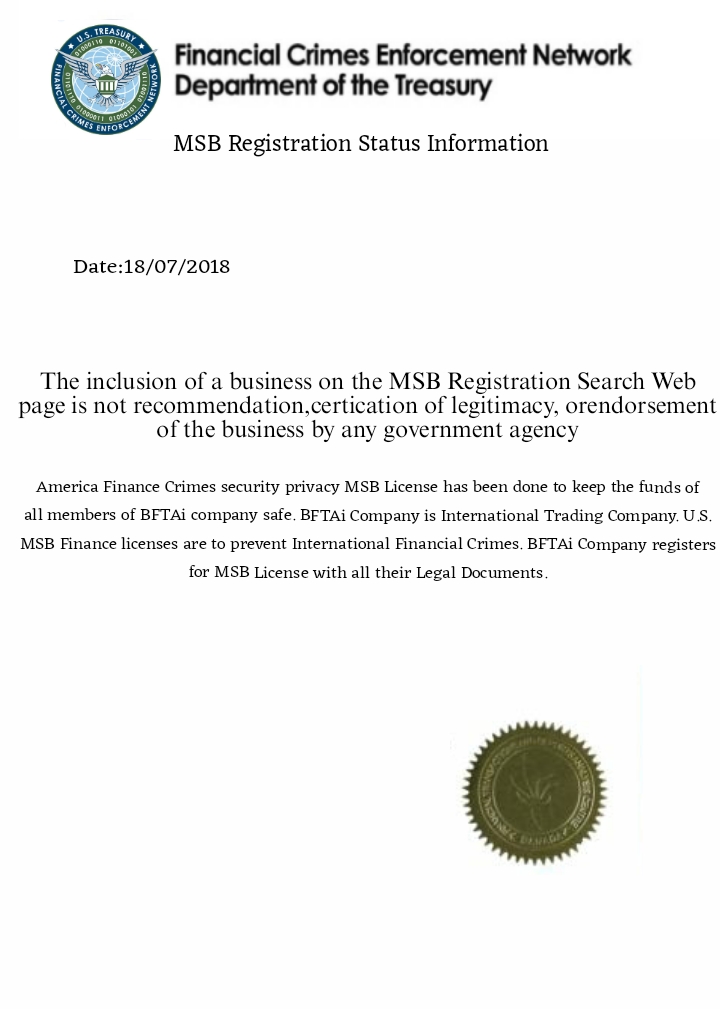 U.S. TREASURY
01000110 01101001
FINANCIAL CRIMES ENFORCEMENT NETWORK
Financial Crimes Enforcement Network
Department of the Treasury
MSB Registration Status Information
Date:18/07/2018
The inclusion of a business on the MSB Registration Search Web
page is not recommendation,certication of legitimacy, orendorsement
of the business by any government agency
America Finance Crimes security privacy MSB License has been done to keep the funds of
all members of BFTAi company safe. BFTAi Company is International Trading Company. U.S.
MSB Finance licenses are to prevent International Financial Crimes. BFTAi Company registers
for MSB License with all their Legal Documents.
CANADA